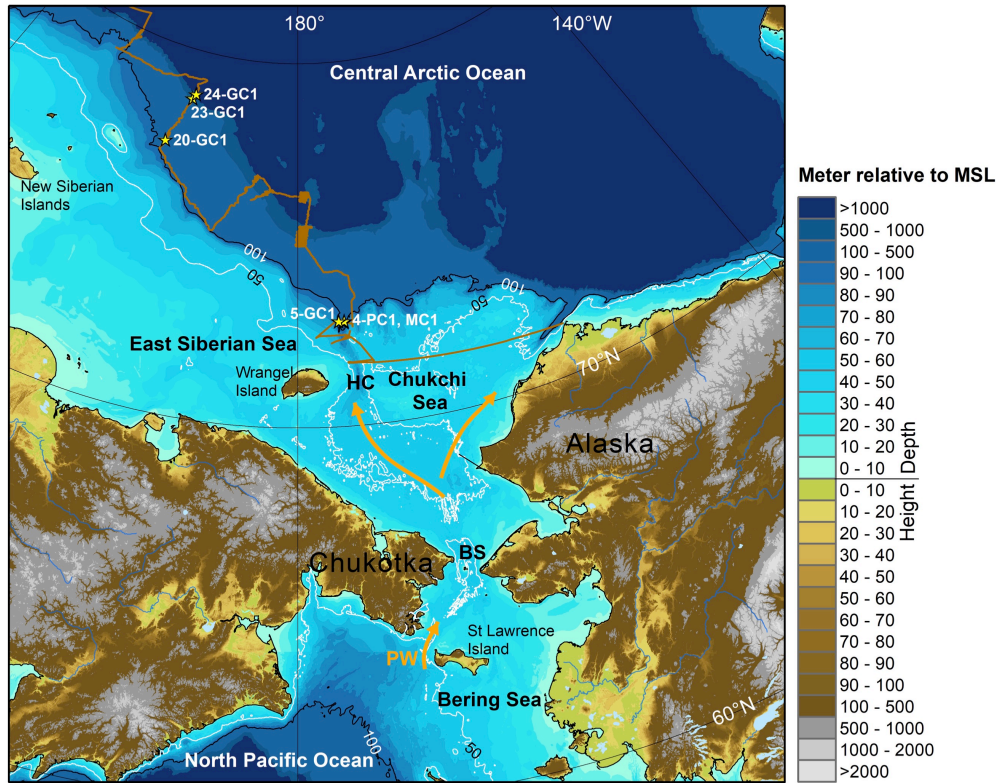 180°
140°W
Central Arctic Ocean
24-GC1
23-GC1
20-GC1
New Siberian
Islands
100
50
100
50
5-GC1
4-PC1, MC1
East Siberian Sea
Wrangel
Island
HC
Chukchi
Sea
70°N
Alaska
Chukotka
BS
St Lawrence
Island
PW
Bering Sea
60°N
100
50
North Pacific Ocean
Meter relative to MSL
>1000
500 - 1000
100 - 500
90 - 100
80 - 90
70 - 80
60 - 70
50 - 60
40 - 50
30 - 40
20 - 30
10 - 20
0 - 10
Depth
Height
0 - 10
10 - 20
20 - 30
30 - 40
40 - 50
50 - 60
60 - 70
70 - 80
80 - 90
90 - 100
100 - 500
500 - 1000
1000 - 2000
>2000